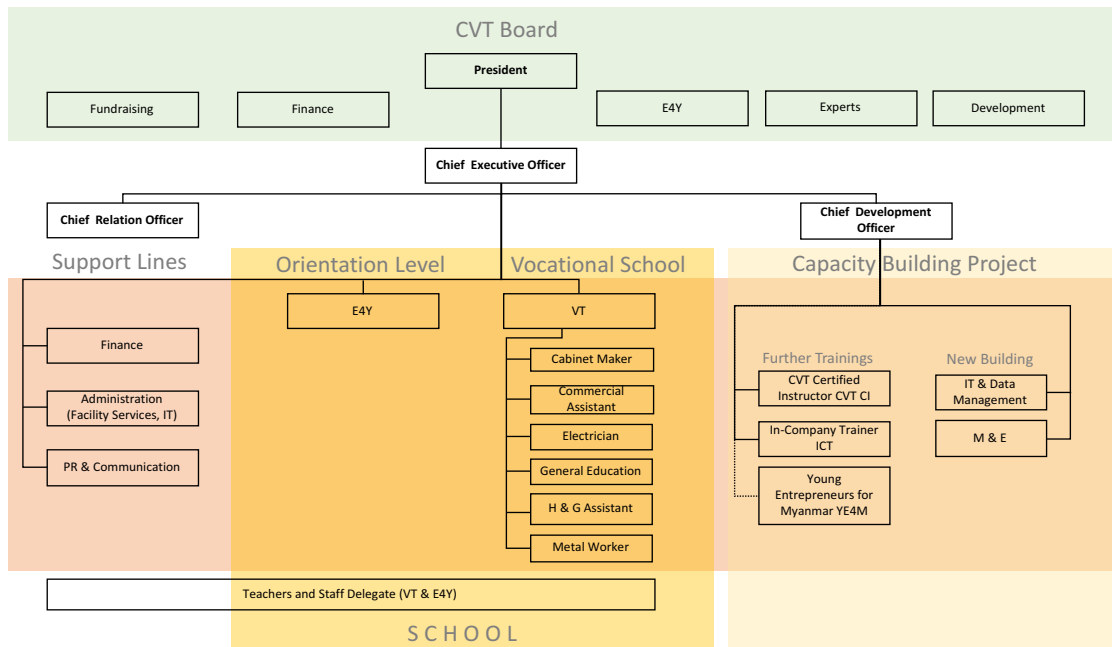 CVT Board
President
Fundraising
Finance
E4Y
Experts
Development
Chief Executive Officer
Chief Relation Officer
Chief Development
Officer
Support Lines
Orientation Level
Vocational School
Capacity Building Project
E4Y
VT
Finance
Administration
(Facility Services, IT)
PR & Communication
Cabinet Maker
Commercial
Assistant
Electrician
General Education
H & G Assistant
Metal Worker
Further Trainings
CVT Certified
Instructor CVT CI
In-Company Trainer
ICT
Young
Entrepreneurs for
Myanmar YE4M
New Building
IT & Data
Management
M & E
Teachers and Staff Delegate (VT & E4Y)
S C H O O L